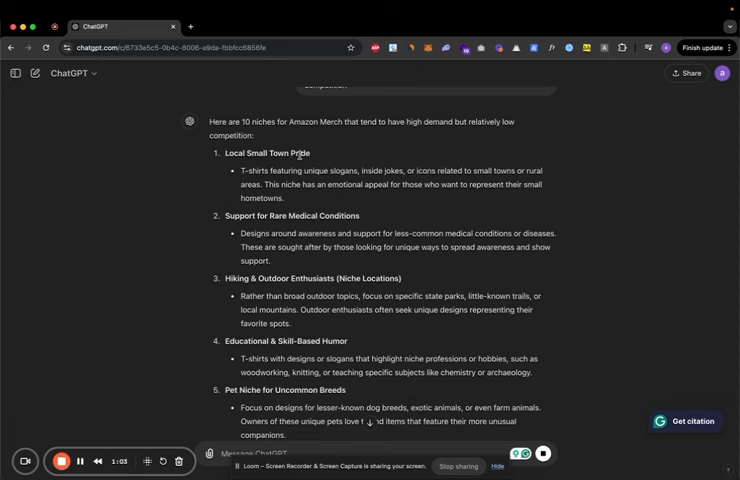 ChatGPT
chatgpt.com/c/6733e5c5-0b4c-8006-a9da-fbbfcc6856fe
Finish update
ChatGPT
Share
a
Here are 10 niches for Amazon Merch that tend to have high demand but relatively low
competition:
1. Local Small Town Pride
T-shirts featuring unique slogans, inside jokes, or icons related to small towns or rural
areas. This niche has an emotional appeal for those who want to represent their small
hometowns.
2. Support for Rare Medical Conditions
Designs around awareness and support for less-common medical conditions or diseases.
These are sought after by those looking for unique ways to spread awareness and show
support.
3. Hiking & Outdoor Enthusiasts (Niche Locations)
Rather than broad outdoor topics, focus on specific state parks, little-known trails, or
local mountains. Outdoor enthusiasts often seek unique designs representing their
favorite spots.
4. Educational & Skill-Based Humor
T-shirts with designs or slogans that highlight niche professions or hobbies, such as
woodworking, knitting, or teaching specific subjects like chemistry or archaeology.
5. Pet Niche for Uncommon Breeds
Focus on designs for lesser-known dog breeds, exotic animals, or even farm animals.
Owners of these unique pets love items that feature their more unusual
companions.
Get citation
Message ChatGPT
1:03
Loom – Screen Recorder & Screen Capture is sharing your screen.
Stop sharing
Hide